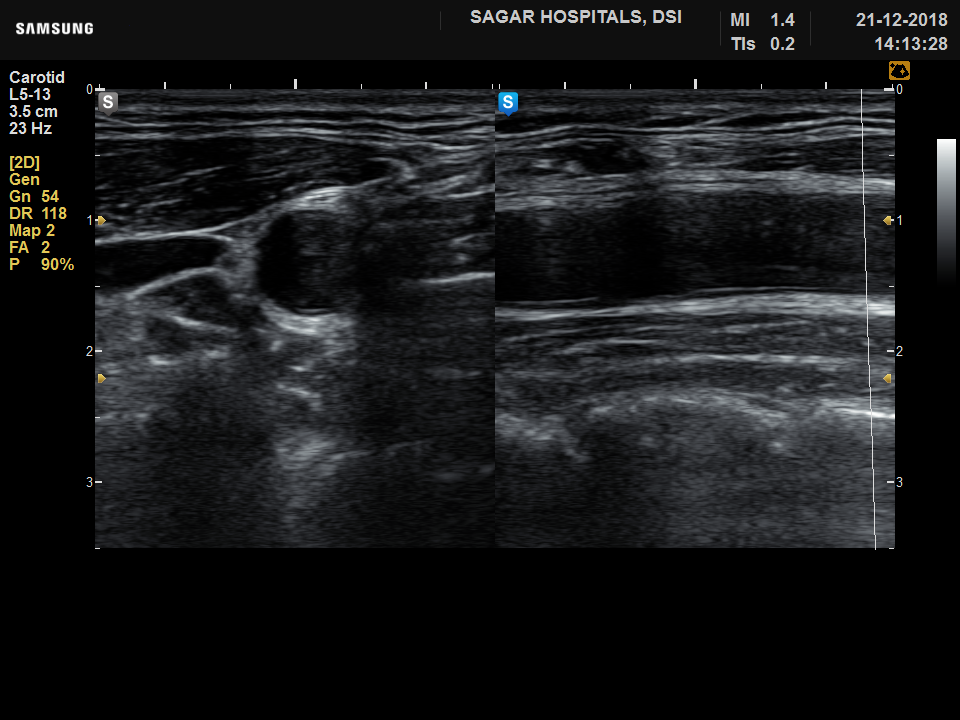 SAMSUNG
SAGAR HOSPITALS, DSI
MI 1.4
TIs 0.2
21-12-2018
14:13:28
Carotid
L5-13
3.5 cm
23 Hz
[2D]
Gen
Gn 54
DR 118
Map 2
FA 2
P 90%
S
S
0
1
2
3
0
1
2
3